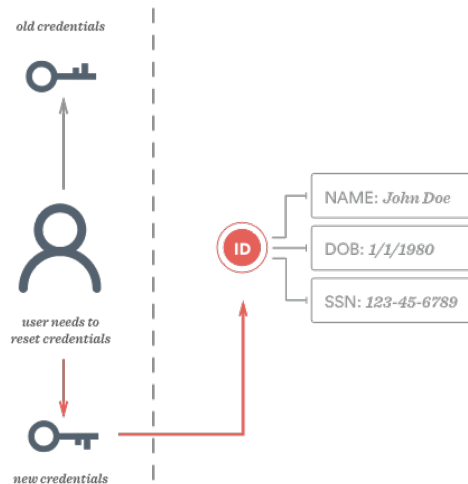 old credentials
user needs to
reset credentials
new credentials
ID
NAME: John Doe
DOB: 1/1/1980
SSN: 123-45-6789